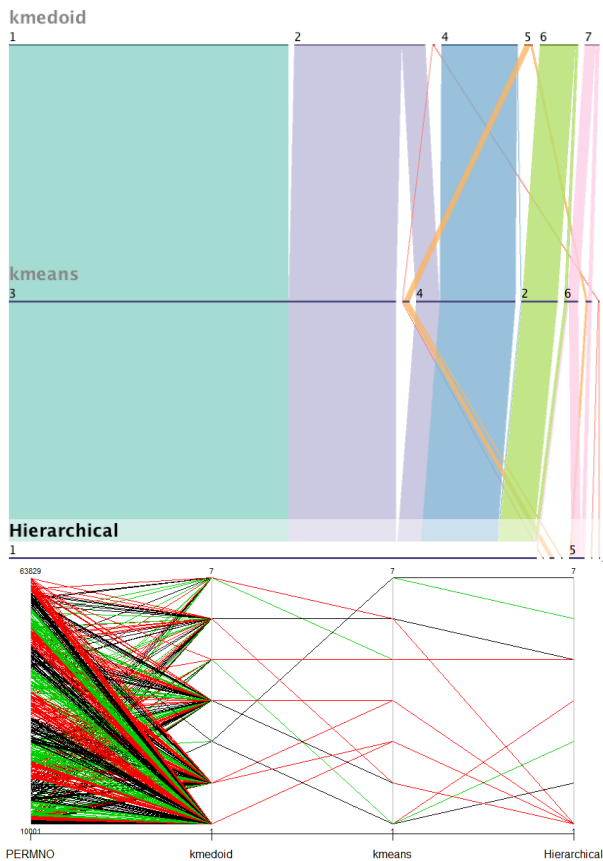 kmedoid
1 2 4 5 6 7
kmeans
3 4 2 6
Hierarchical
1 5
63829 7 7 7
10001
PERMNO kmedoid kmeans Hierarchical